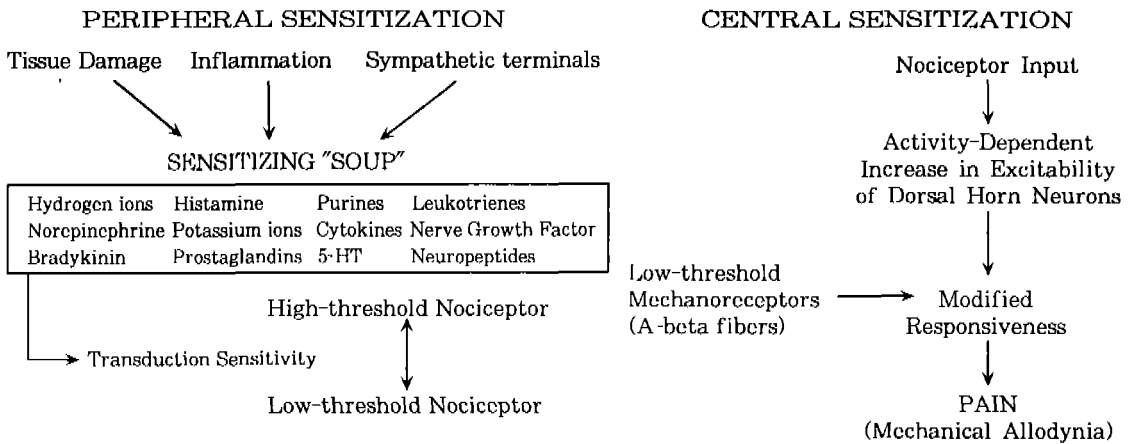 PERIPHERAL SENSITIZATION
Tissue Damage Inflammation Sympathetic terminals
SENSITIZING "SOUP"
Hydrogen ions Histamine Purines Leukotrienes
Norepinephrine Potassium ions Cytokines Nerve Growth Factor
Bradykinin Prostaglandins 5-HT Neuropeptides
High-threshold Nociceptor
Transduction Sensitivity
Low-threshold Nociceptor
CENTRAL SENSITIZATION
Nociceptor Input
Activity-Dependent
Increase in Excitability
of Dorsal Horn Neurons
Low-threshold
Mechanoreceptors
(A-beta fibers)
Modified
Responsiveness
PAIN
(Mechanical Allodynia)